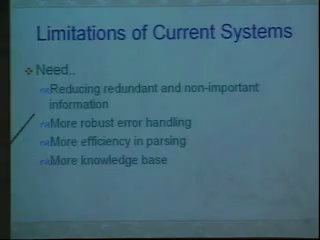 Limitations of Current Systems
Need..
Reducing redundant and non-important
information
More robust error handling
More efficiency in parsing
More knowledge base